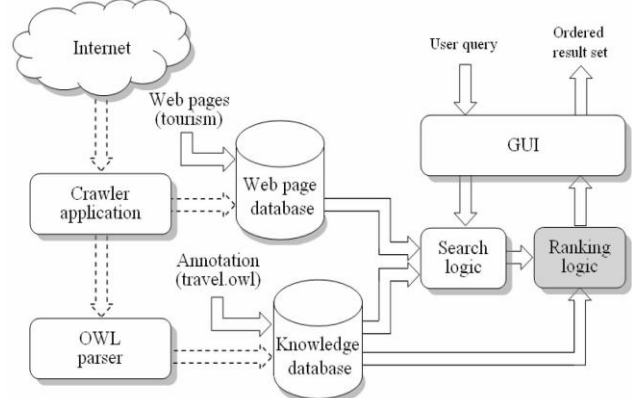 Internet
User query
Ordered
result set
Web pages
(tourism)
GUI
Web page
database
Crawler
application
Search
logic
Ranking
logic
Annotation
(travel.owl)
OWL
parser
Knowledge
database